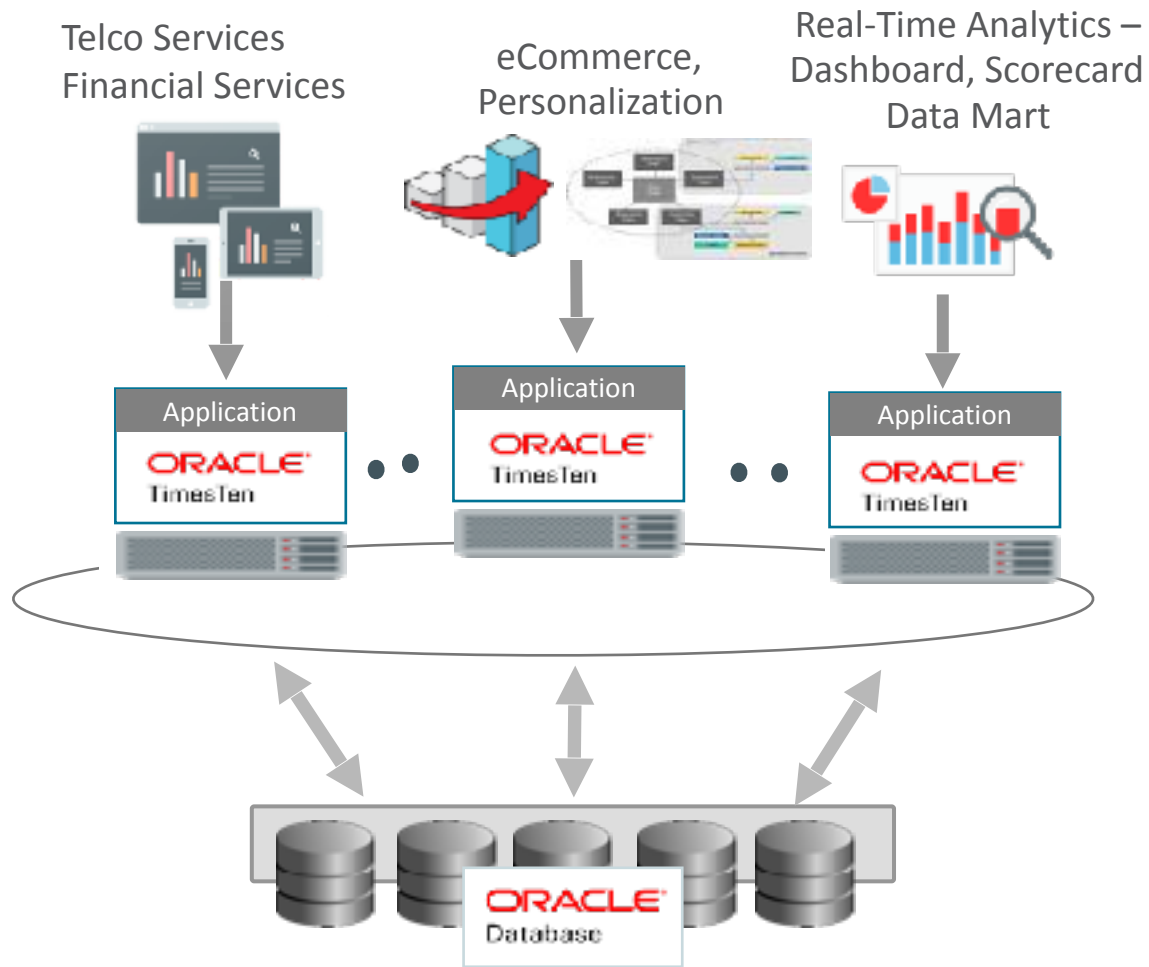 Telco Services
Financial Services
eCommerce,
Personalization
Real-Time Analytics –
Dashboard, Scorecard
Data Mart
Application
ORACLE
TimesTen
Application
ORACLE
TimesTen
Application
ORACLE
TimesTen
ORACLE
Database